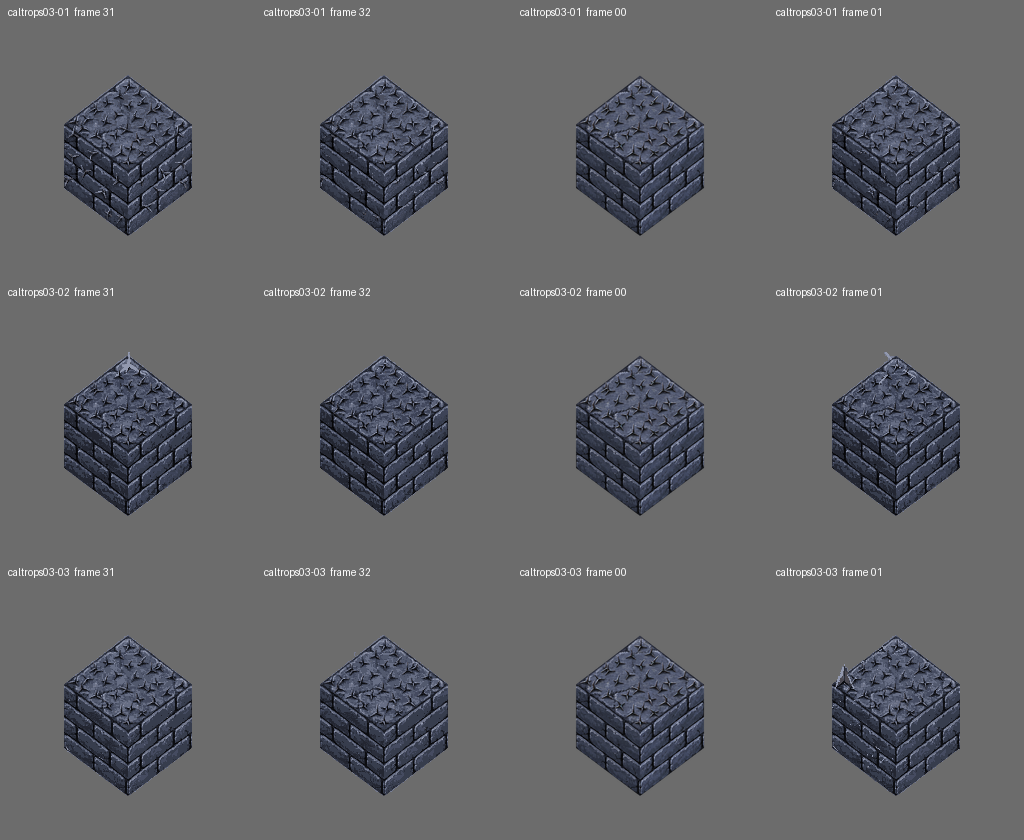 caltrops03-01 frame 31
caltrops03-01 frame 32
caltrops03-01 frame 00
caltrops03-01 frame 01
caltrops03-02 frame 31
caltrops03-02 frame 32
caltrops03-02 frame 00
caltrops03-02 frame 01
caltrops03-03 frame 31
caltrops03-03 frame 32
caltrops03-03 frame 00
caltrops03-03 frame 01